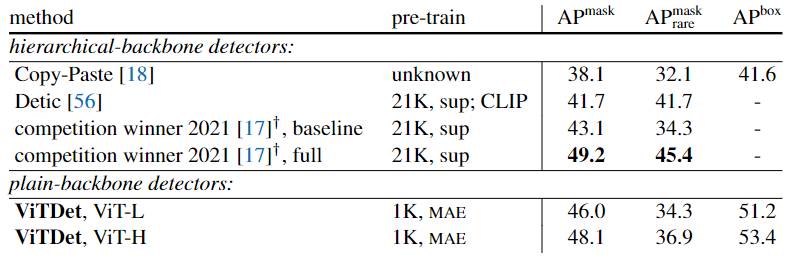 method pre-train AP^mask AP^mask_rare AP^box
hierarchical-backbone detectors:
Copy-Paste [18] unknown 38.1 32.1 41.6
Detic [56] 21K, sup; CLIP 41.7 41.7 -
competition winner 2021 [17]†, baseline 21K, sup 43.1 34.3 -
competition winner 2021 [17]†, full 21K, sup 49.2 45.4 -
plain-backbone detectors:
ViTDet, ViT-L 1K, MAE 46.0 34.3 51.2
ViTDet, ViT-H 1K, MAE 48.1 36.9 53.4